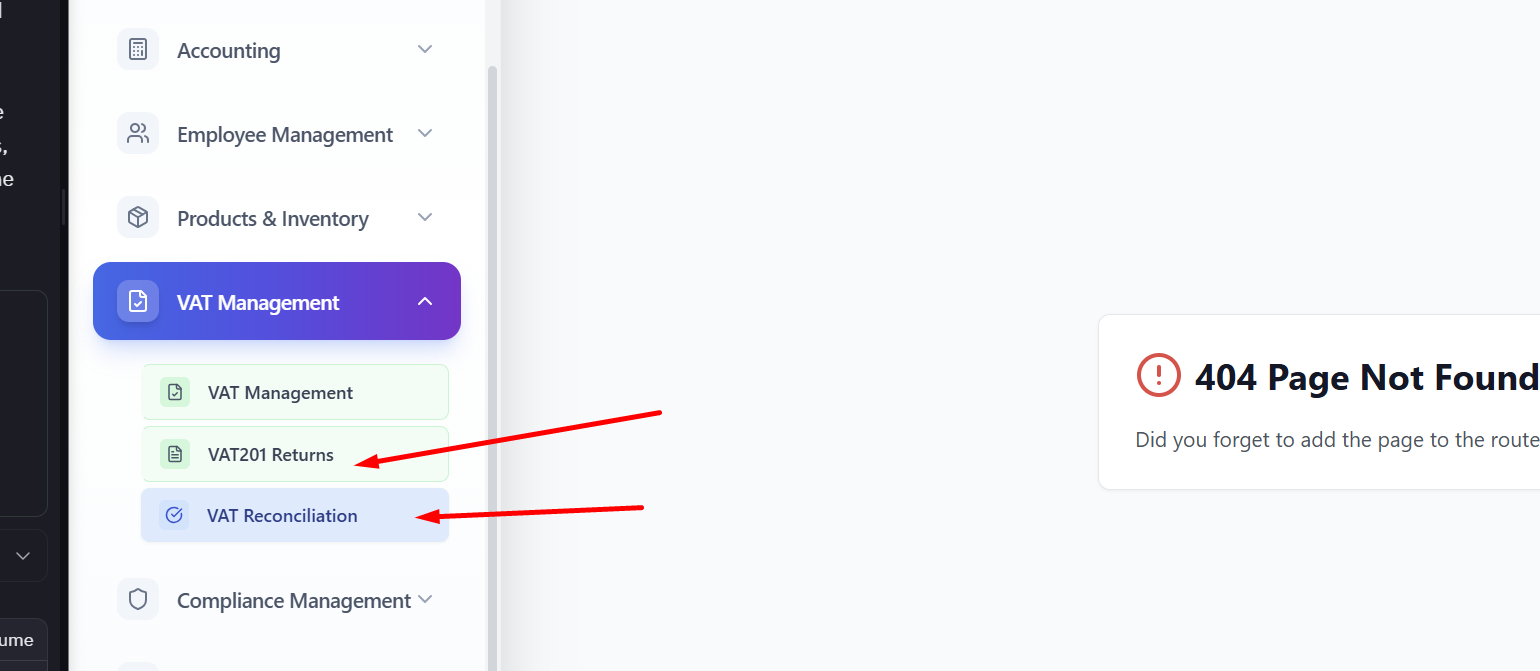 Accounting
Employee Management
Products & Inventory
VAT Management
VAT Management
VAT201 Returns
VAT Reconciliation
Compliance Management
404 Page Not Found
Did you forget to add the page to the route